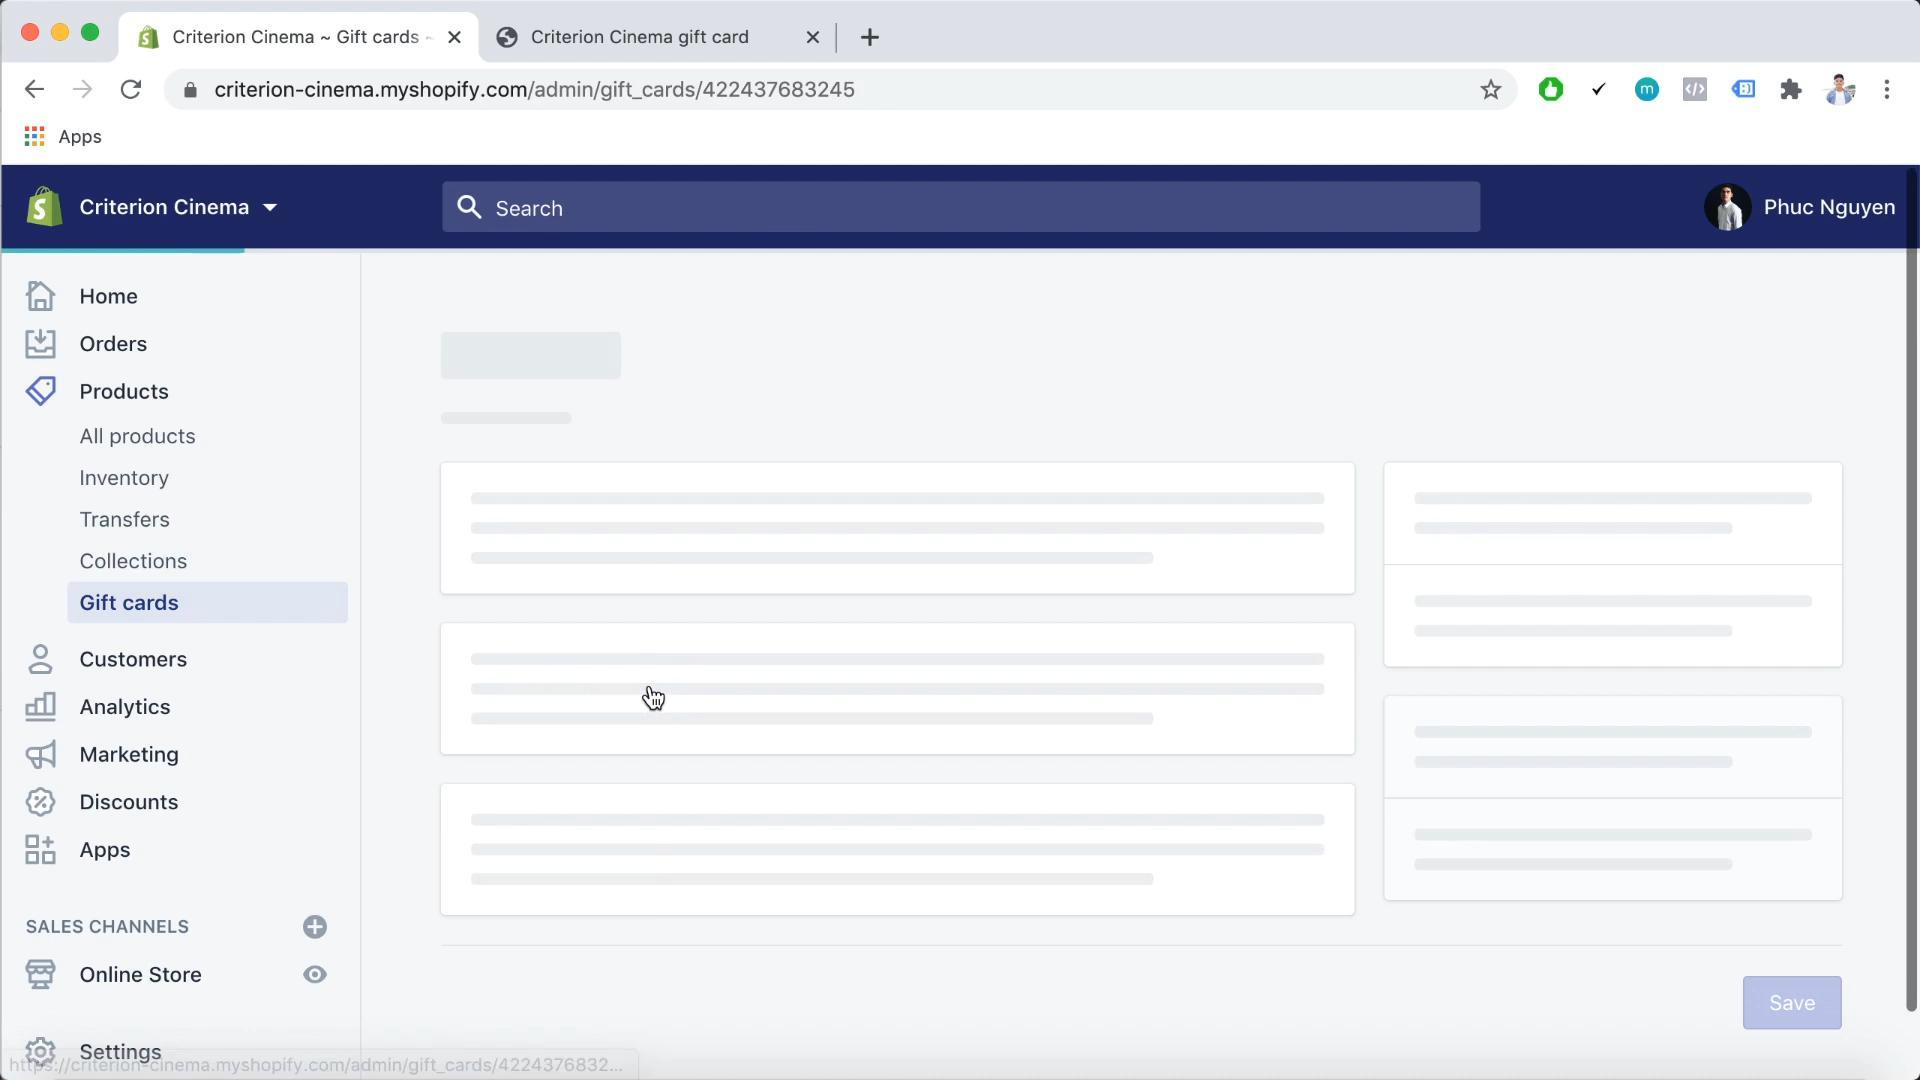 Criterion Cinema ~ Gift cards ~
Criterion Cinema gift card
criterion-cinema.myshopify.com/admin/gift_cards/422437683245
Apps
Criterion Cinema
Search
Phuc Nguyen
Home
Orders
Products
All products
Inventory
Transfers
Collections
Gift cards
Customers
Analytics
Marketing
Discounts
Apps
SALES CHANNELS
Online Store
Save
Settings
https://criterion-cinema.myshopify.com/admin/gift_cards/4224376832...